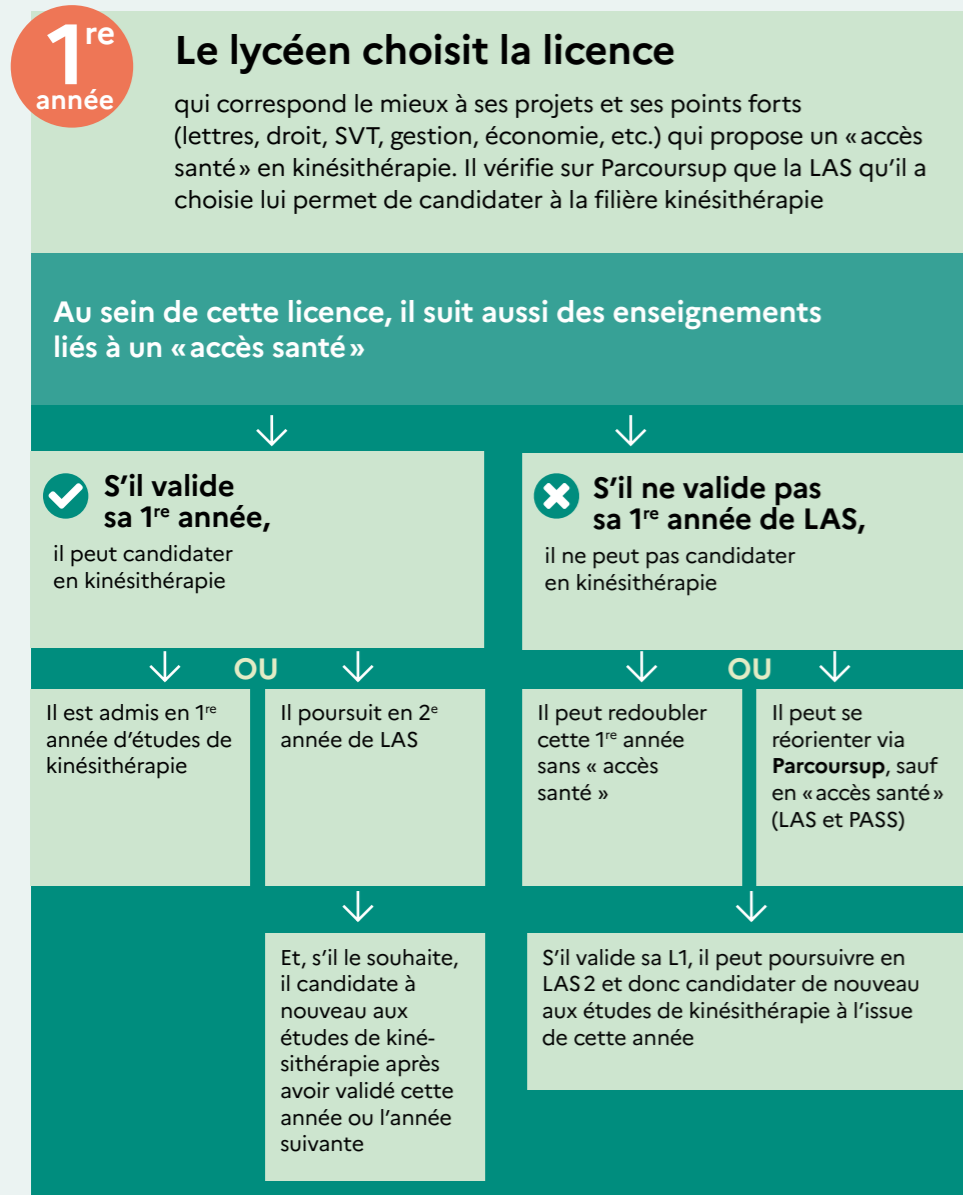 1re
année
Le lycéen choisit la licence
qui correspond le mieux à ses projets et ses points forts
(lettres, droit, SVT, gestion, économie, etc.) qui propose un « accès
santé » en kinésithérapie. Il vérifie sur Parcoursup que la LAS qu’il a
choisie lui permet de candidater à la filière kinésithérapie
Au sein de cette licence, il suit aussi des enseignements
liés à un « accès santé »
S’il valide
sa 1re année,
il peut candidater
en kinésithérapie
S’il ne valide pas
sa 1re année de LAS,
il ne peut pas candidater
en kinésithérapie
OU
Il est admis en 1re
année d’études de
kinésithérapie
Il poursuit en 2e
année de LAS
OU
Il peut redoubler
cette 1re année
sans « accès
santé »
Il peut se
réorienter via
Parcoursup, sauf
en « accès santé »
(LAS et PASS)
Et, s’il le souhaite,
il candidate à
nouveau aux
études de kiné-
sithérapie après
avoir validé cette
année ou l’année
suivante
S’il valide sa L1, il peut poursuivre en
LAS 2 et donc candidater de nouveau
aux études de kinésithérapie à l’issue
de cette année